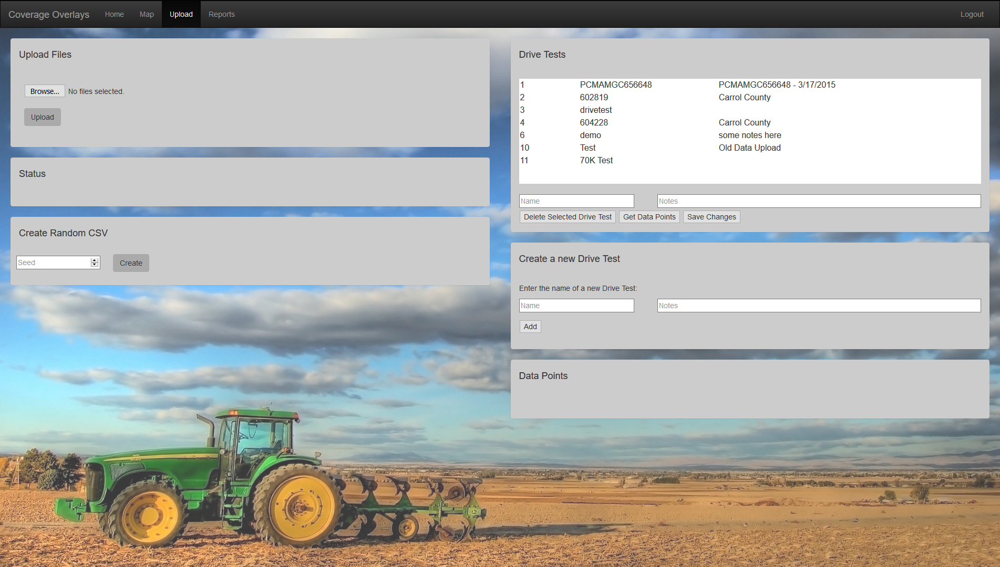 Coverage Overlays Home Map Upload Reports Logout
Upload Files
Browse... No files selected.
Upload
Status
Create Random CSV
Seed Create
Drive Tests
1 PCMAMGC656648 PCMAMGC656648 - 3/17/2015
2 602819 Carrol County
3 drivetest
4 604228 Carrol County
6 demo some notes here
10 Test Old Data Upload
11 70K Test
Name Notes
Delete Selected Drive Test Get Data Points Save Changes
Create a new Drive Test
Enter the name of a new Drive Test:
Name Notes
Add
Data Points
8120